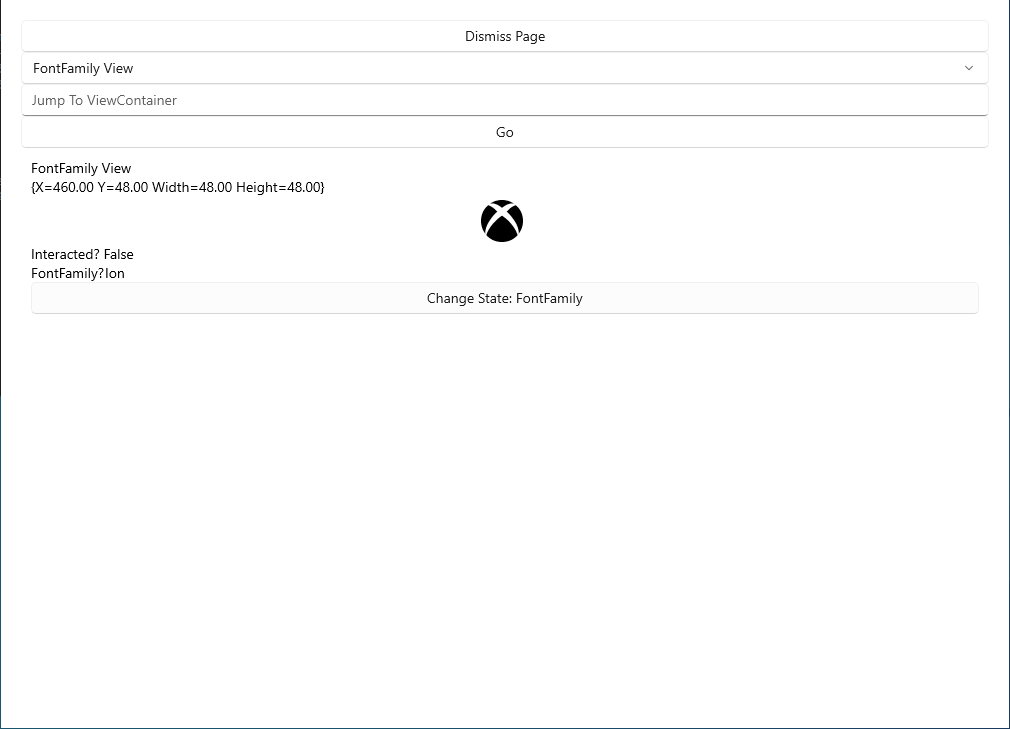 Dismiss Page
FontFamily View
Jump To ViewContainer
Go
FontFamily View
{X=460.00 Y=48.00 Width=48.00 Height=48.00}
Interacted? False
FontFamily?Ion
Change State: FontFamily